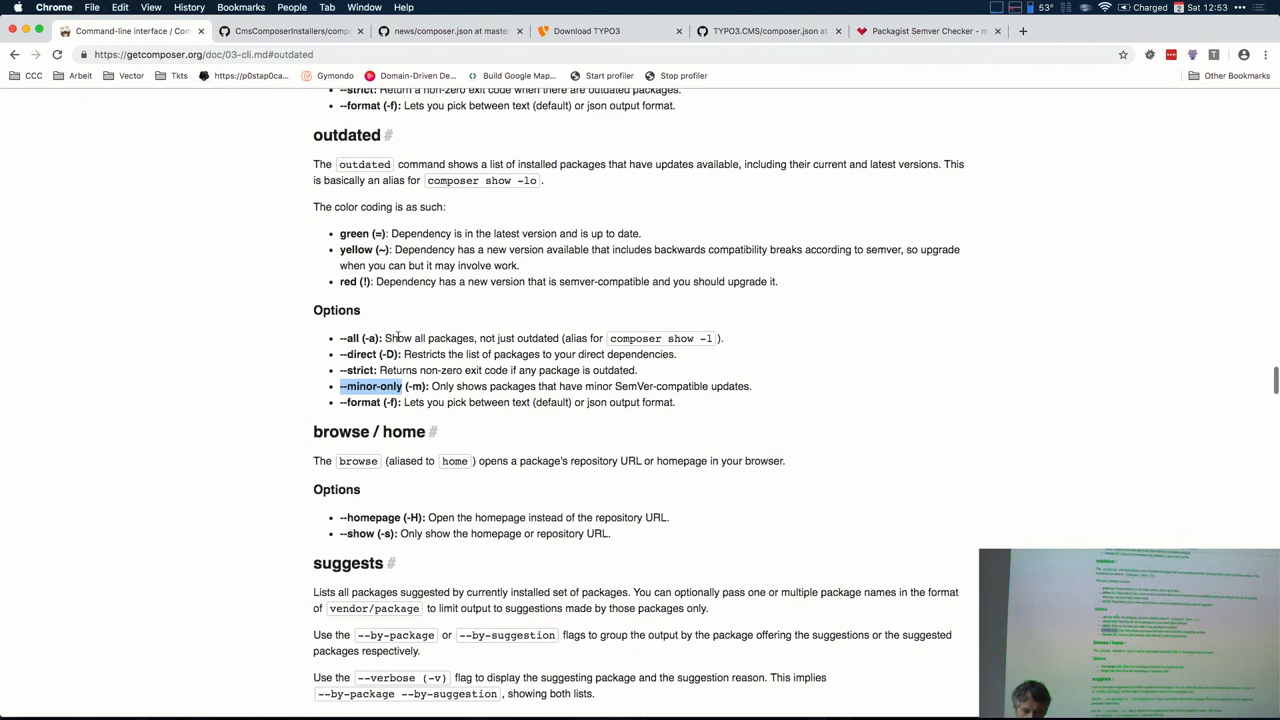 Chrome File Edit View History Bookmarks People Tab Window Help 53° Charged Sat 12:53
Command-line interface / Com CmsComposerInstallers/comp news/composer.json at master Download TYPO3 TYPO3.CMS/composer.json at Packagist Semver Checker - m
https://getcomposer.org/doc/03-cli.md#outdated
CCC Arbeit Vector Tkts https://p0stap0ca... Gymondo Domain-Driven De... Build Google Map... Start profiler Stop profiler Other Bookmarks
--strict: Return a non-zero exit code when there are outdated packages.
--format (-f): Lets you pick between text (default) or json output format.
outdated #
The outdated command shows a list of installed packages that have updates available, including their current and latest versions. This
is basically an alias for composer show -lo.
The color coding is as such:
green (=): Dependency is in the latest version and is up to date.
yellow (~): Dependency has a new version available that includes backwards compatibility breaks according to semver, so upgrade
when you can but it may involve work.
red (!): Dependency has a new version that is semver-compatible and you should upgrade it.
Options
--all (-a): Show all packages, not just outdated (alias for composer show -l ).
--direct (-D): Restricts the list of packages to your direct dependencies.
--strict: Returns non-zero exit code if any package is outdated.
--minor-only (-m): Only shows packages that have minor SemVer-compatible updates.
--format (-f): Lets you pick between text (default) or json output format.
browse / home #
The browse (aliased to home ) opens a package's repository URL or homepage in your browser.
Options
--homepage (-H): Open the homepage instead of the repository URL.
--show (-s): Only show the homepage or repository URL.
suggests #
Lists all packages suggested by currently installed set of packages. You can optionally pass one or multiple package names in the format
of vendor/package to limit output to suggestions made by those packages only.
Use the --by-package or --by-suggestion flags to group the output by the package offering the suggestions or the suggested
packages respectively.
Use the --verbose (-v) flag to display the suggesting package and the suggestion reason. This implies
--by-package --by-suggestion, showing both lists.